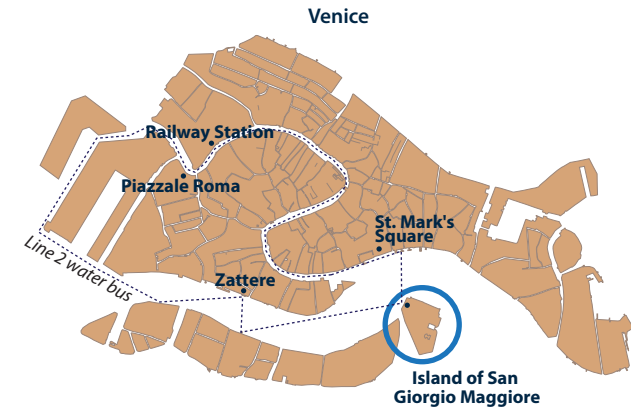 Venice
Railway Station
Piazzale Roma
St. Mark's
Square
Line 2 water bus
Zattere
Island of San
Giorgio Maggiore